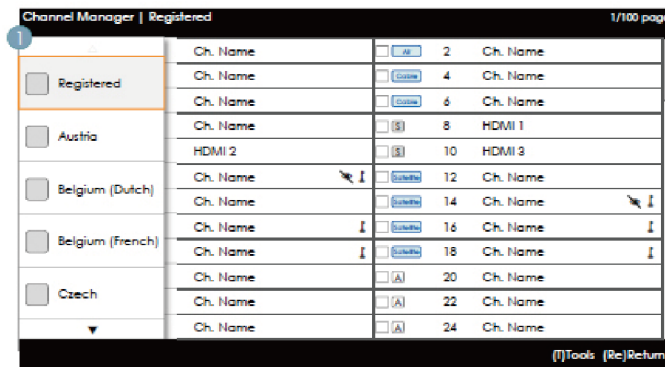 Channel Manager | Registered 1/100 page
1
Registered
Austria
Belgium (Dutch)
Belgium (French)
Czech
Ch. Name All 2 Ch. Name
Ch. Name Cable 4 Ch. Name
Ch. Name Cable 6 Ch. Name
Ch. Name S 8 HDMI 1
HDMI 2 S 10 HDMI 3
Ch. Name Satellite 12 Ch. Name
Ch. Name Satellite 14 Ch. Name
Ch. Name Satellite 16 Ch. Name
Ch. Name Satellite 18 Ch. Name
Ch. Name A 20 Ch. Name
Ch. Name A 22 Ch. Name
Ch. Name A 24 Ch. Name
(T)Tools (Re)Return